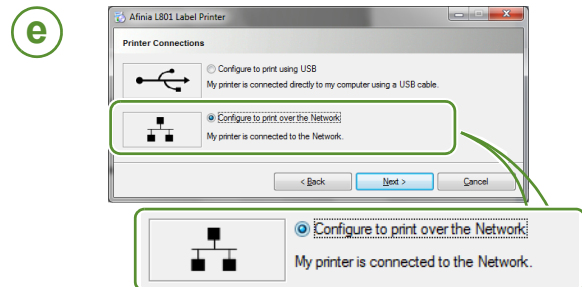 e
Afinia L801 Label Printer
Printer Connections
Configure to print using USB
My printer is connected directly to my computer using a USB cable.
Configure to print over the Network
My printer is connected to the Network.
< Back Next > Cancel
Configure to print over the Network
My printer is connected to the Network.